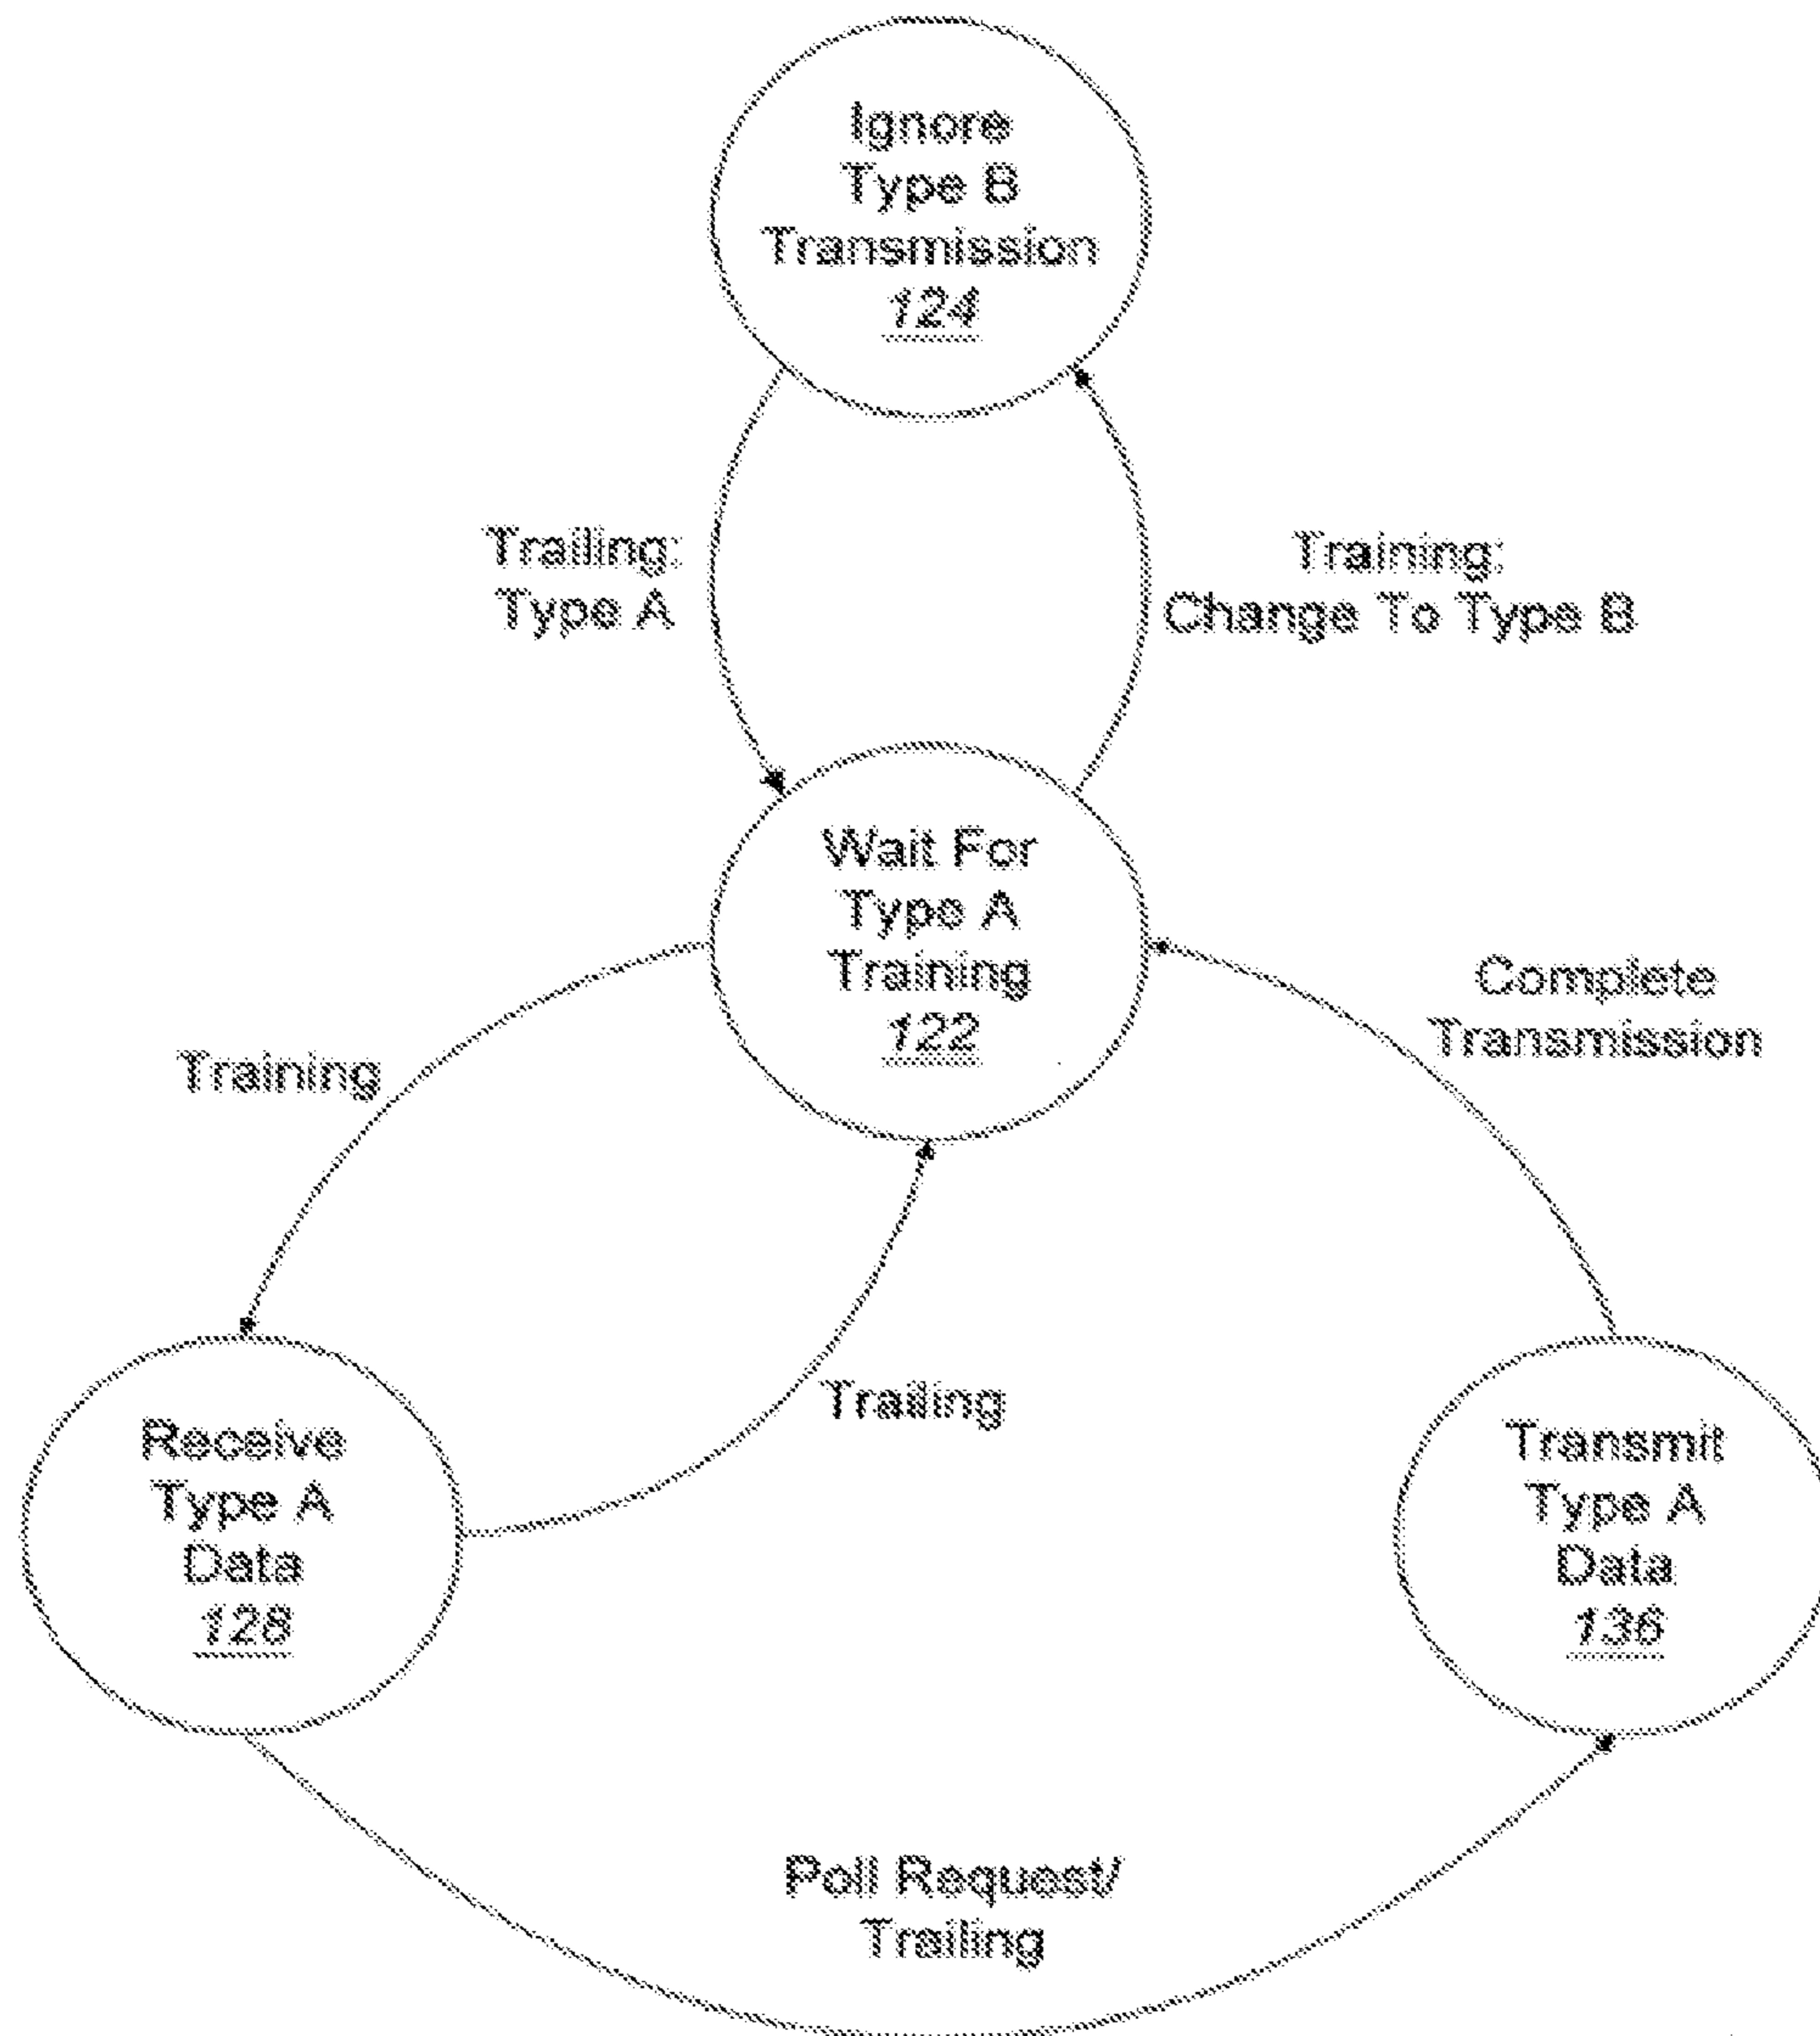 Ignore
Type B
Transmission
124
Trailing:
Type A
Training:
Change To Type B
Wait For
Type A
Training
122
Complete
Transmission
Training
Trailing
Receive
Type A
Data
128
Transmit
Type A
Data
136
Poll Request/
Trailing